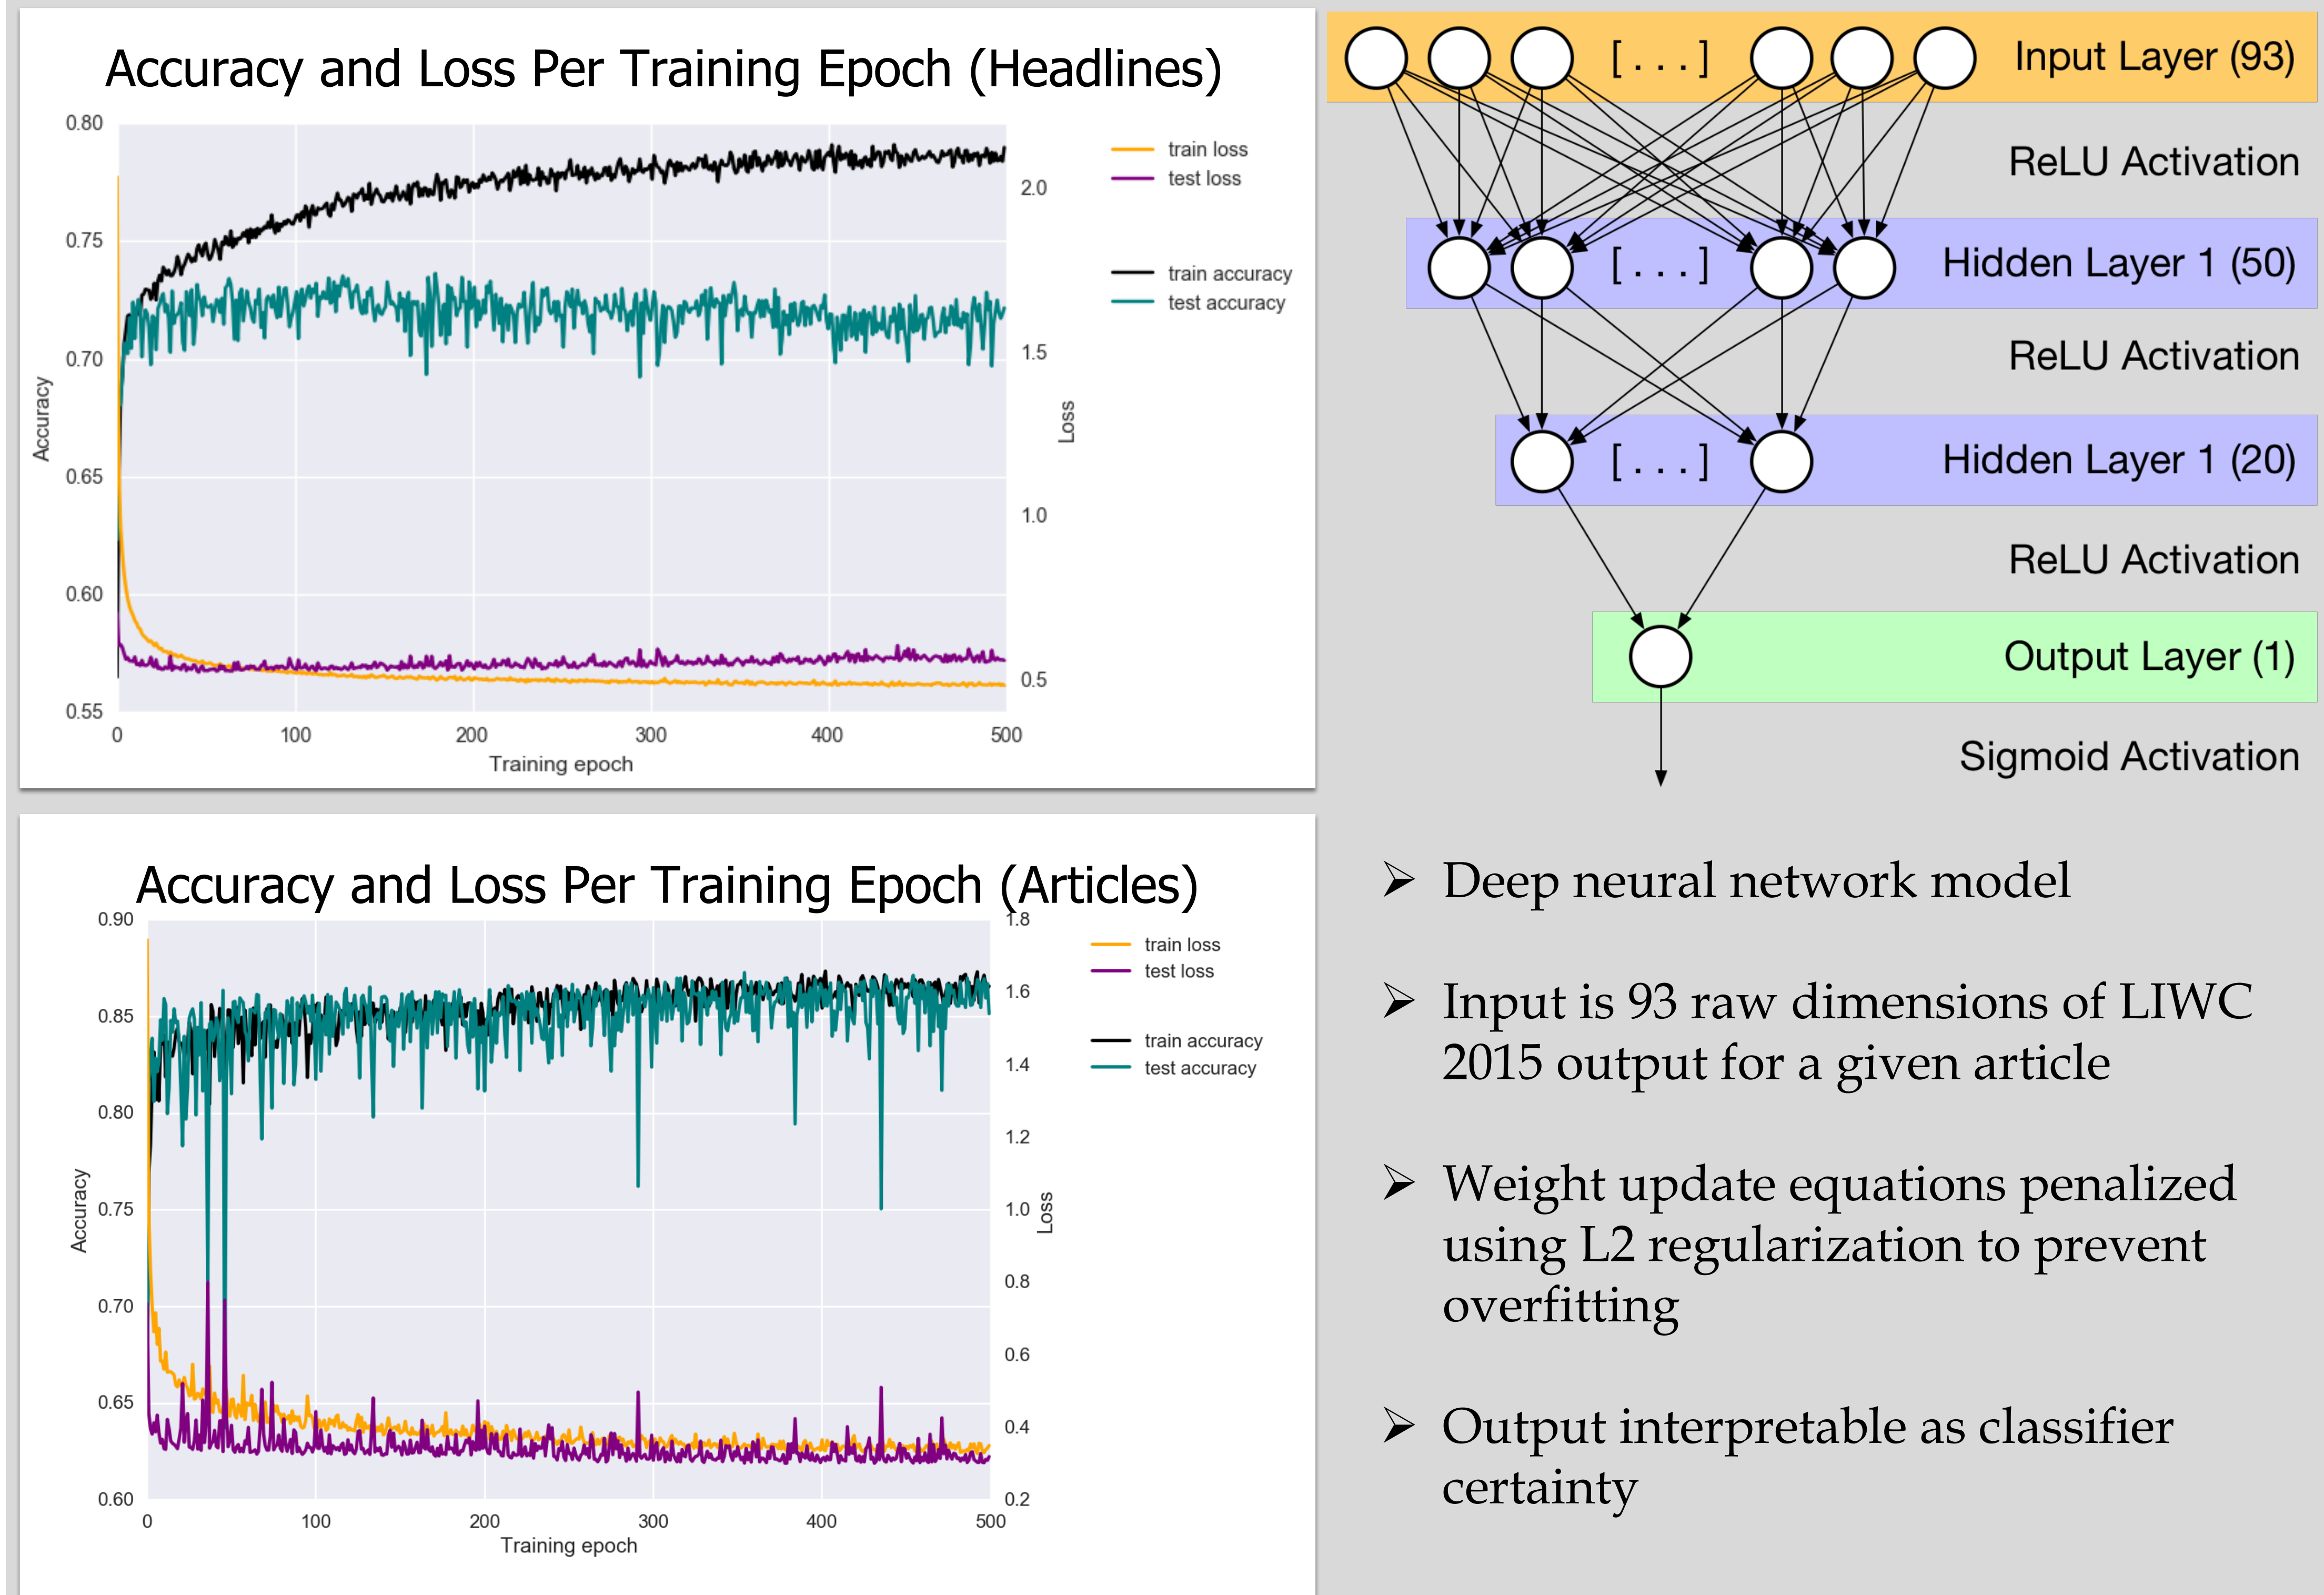 Accuracy and Loss Per Training Epoch (Headlines)
0.80
0.75
0.70
0.65
0.60
0.55
Accuracy
0
100
200
300
400
500
Training epoch
2.0
1.5
1.0
0.5
Loss
train loss
test loss
train accuracy
test accuracy
[ . . . ]
Input Layer (93)
ReLU Activation
[ . . . ]
Hidden Layer 1 (50)
ReLU Activation
[ . . . ]
Hidden Layer 1 (20)
ReLU Activation
Output Layer (1)
Sigmoid Activation
Accuracy and Loss Per Training Epoch (Articles)
0.90
0.85
0.80
0.75
0.70
0.65
0.60
Accuracy
0
100
200
300
400
500
Training epoch
1.8
1.6
1.4
1.2
1.0
0.8
0.6
0.4
0.2
Loss
train loss
test loss
train accuracy
test accuracy
➢ Deep neural network model
➢ Input is 93 raw dimensions of LIWC
2015 output for a given article
➢ Weight update equations penalized
using L2 regularization to prevent
overfitting
➢ Output interpretable as classifier
certainty